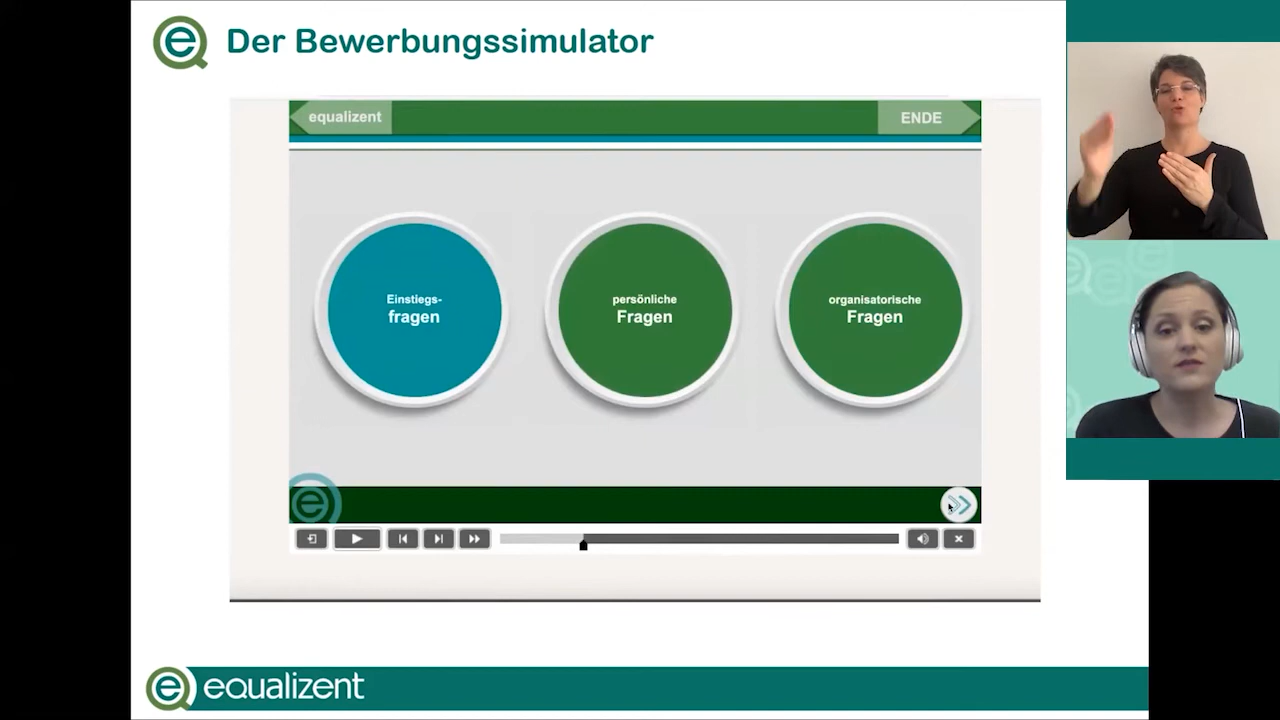 Der Bewerbungssimulator
equalizent
ENDE
Einstiegs-
fragen
persönliche
Fragen
organisatorische
Fragen
equalizent